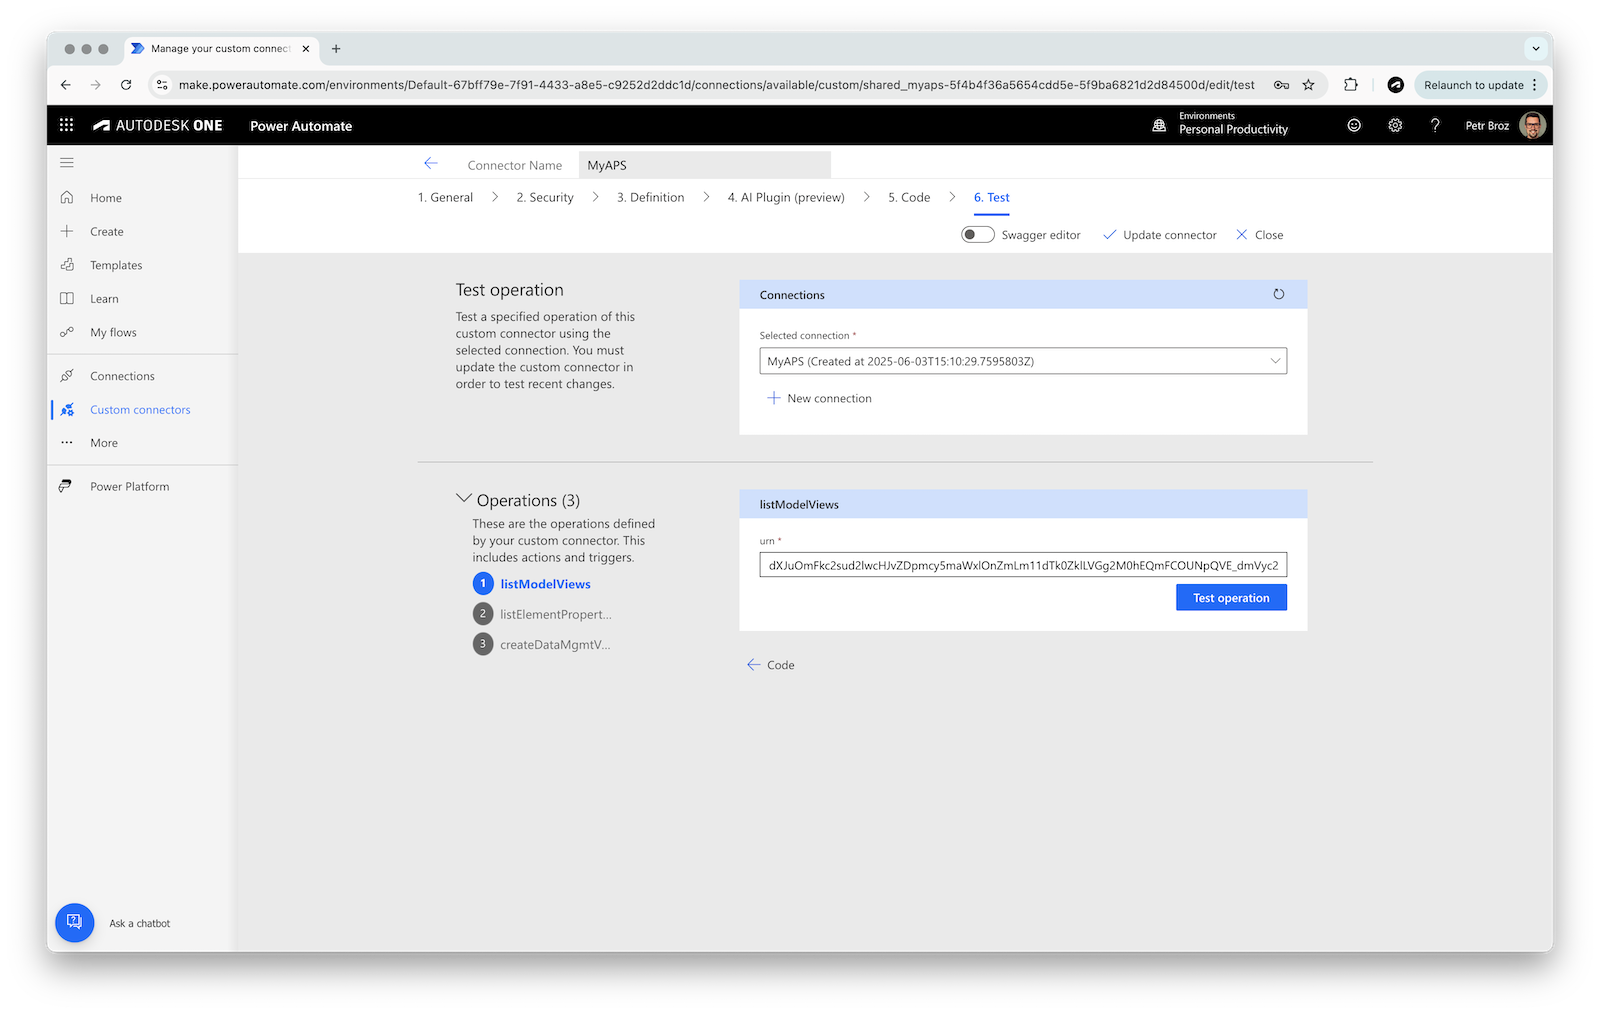 Manage your custom connect
make.powerautomate.com/environments/Default-67bff79e-7f91-4433-a8e5-c9252d2ddc1d/connections/available/custom/shared_myaps-5f4b4f36a5654cdd5e-5f9ba6821d2d84500d/edit/test
Relaunch to update
AUTODESK ONE
Power Automate
Environments
Personal Productivity
Petr Broz
Connector Name
MyAPS
1. General
2. Security
3. Definition
4. AI Plugin (preview)
5. Code
6. Test
Swagger editor
Update connector
Close
Home
Create
Templates
Learn
My flows
Connections
Custom connectors
More
Power Platform
Ask a chatbot
Test operation
Test a specified operation of this
custom connector using the
selected connection. You must
update the custom connector in
order to test recent changes.
Connections
Selected connection *
MyAPS (Created at 2025-06-03T15:10:29.7595803Z)
New connection
Operations (3)
These are the operations defined
by your custom connector. This
includes actions and triggers.
1 listModelViews
2 listElementPropert...
3 createDataMgmtV...
listModelViews
urn *
dXJuOmFkc2sud2lwcHJvZDpmcy5maWxlOnZmLm11dTk0ZklLVGg2M0hEQmFCOUNpQVE_dmVyc2
Test operation
Code